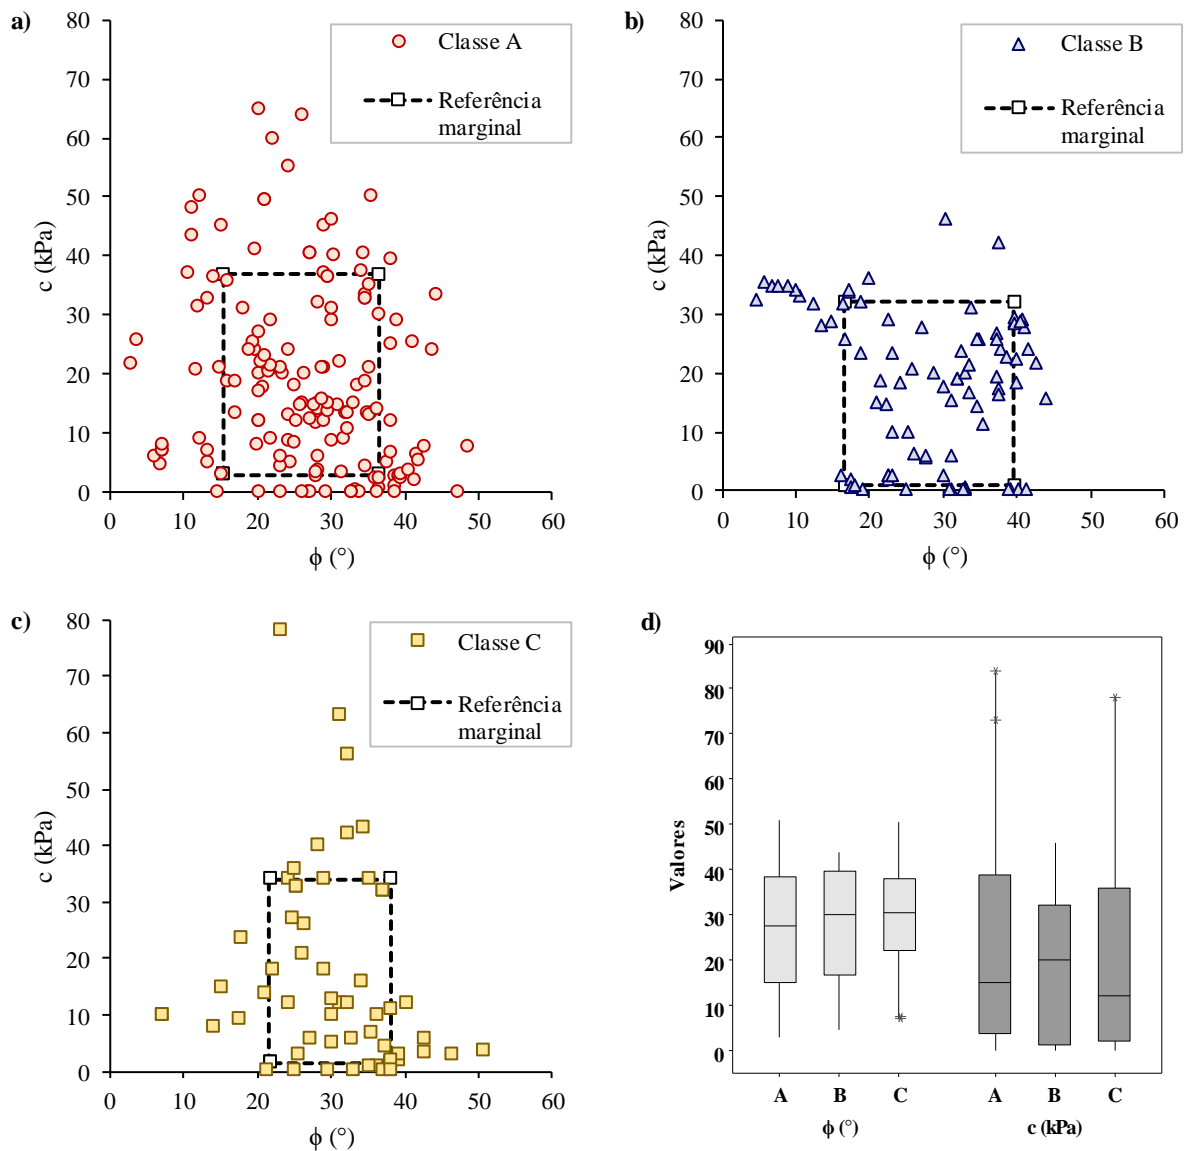 a)
80
70
60
50
40
30
20
10
0
c (kPa)
0 10 20 30 40 50 60
ϕ (°)
Classe A
Referência
marginal
b)
80
70
60
50
40
30
20
10
0
c (kPa)
0 10 20 30 40 50 60
ϕ (°)
Classe B
Referência
marginal
c)
80
70
60
50
40
30
20
10
0
c (kPa)
0 10 20 30 40 50 60
ϕ (°)
Classe C
Referência
marginal
d)
90
80
70
60
50
40
30
20
10
0
Valores
A B C A B C
ϕ (°) c (kPa)